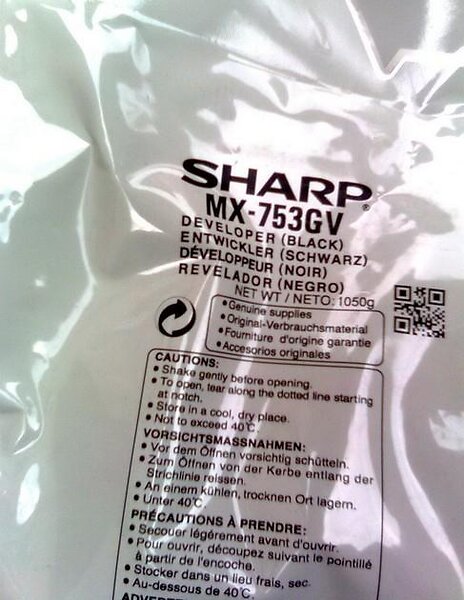 SHARP®
MX-753GV
DEVELOPER (BLACK)
ENTWICKLER (SCHWARZ)
DÉVELOPPEUR (NOIR)
REVELADOR (NEGRO)
NET WT / NETO: 1050g
• Genuine supplies
• Original-Verbrauchsmaterial
• Fourniture d'origine garantie
• Accesorios originales
CAUTIONS:
• Shake gently before opening.
• To open, tear along the dotted line starting
at notch.
• Store in a cool, dry place.
• Not to exceed 40°C.
VORSICHTSMASSNAHMEN:
• Vor dem Öffnen vorsichtig schütteln.
• Zum Öffnen von der Kerbe entlang der
Strichlinie reissen.
• An einem kühlen, trocknen Ort lagern.
• Unter 40°C.
PRÉCAUTIONS À PRENDRE:
• Secouer légérement avant d'ouvrir.
• Pour ouvrir, découpez suivant le pointillé
à partir de l'encoche.
• Stocker dans un lieu frais, sec.
• Au-dessous de 40°C.